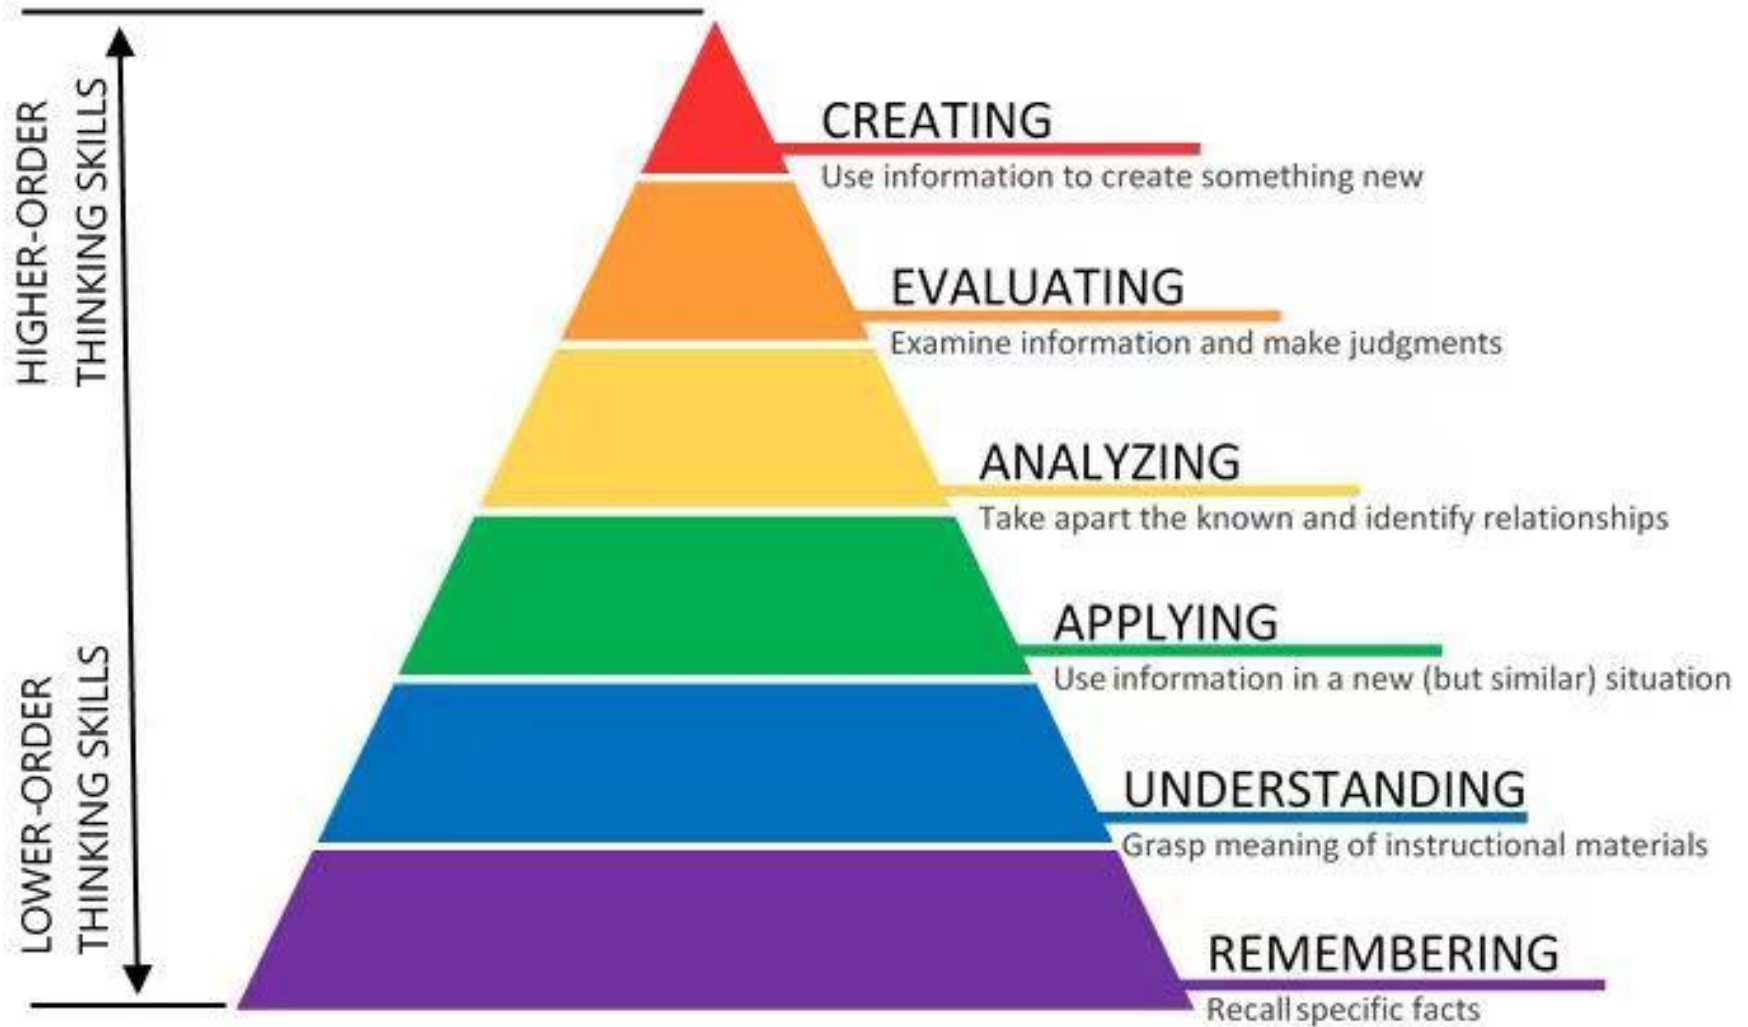 HIGHER-ORDER
THINKING SKILLS
LOWER-ORDER
THINKING SKILLS
CREATING
Use information to create something new
EVALUATING
Examine information and make judgments
ANALYZING
Take apart the known and identify relationships
APPLYING
Use information in a new (but similar) situation
UNDERSTANDING
Grasp meaning of instructional materials
REMEMBERING
Recall specific facts